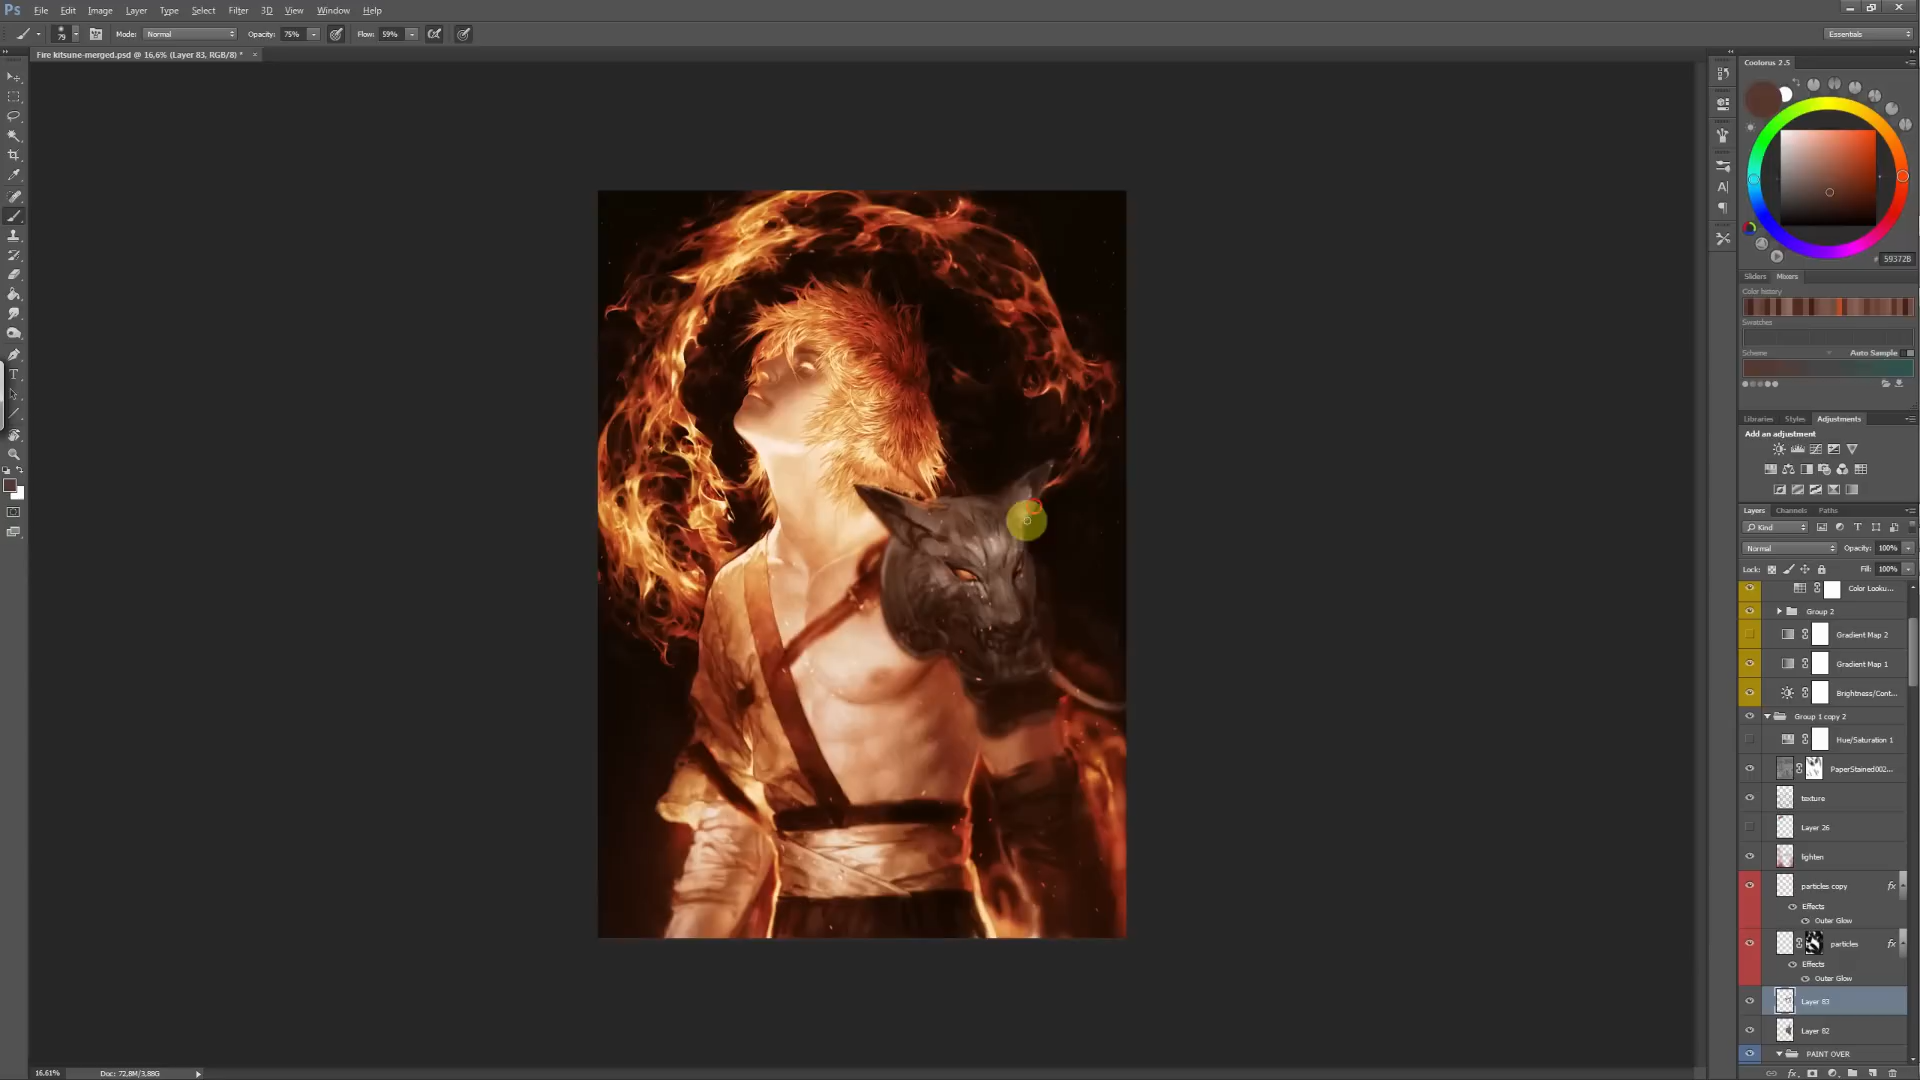 Ps File Edit Image Layer Type Select Filter 3D View Window Help
79 Mode: Normal Opacity: 75% Flow: 59% Essentials
Fire kitsune-merged.psd @ 16,6% (Layer 83, RGB/8) * ×
Coolorus 2.5
# 59372B
Sliders Mixers
Color history
Swatches
Scheme Auto Sample
Libraries Styles Adjustments
Add an adjustment
Layers Channels Paths
Kind
Normal Opacity: 100%
Lock: Fill: 100%
Color Looku...
Group 2
Gradient Map 2
Gradient Map 1
Brightness/Cont...
Group 1 copy 2
Hue/Saturation 1
PaperStained002...
texture
Layer 26
lighten
particles copy fx
Effects
Outer Glow
particles fx
Effects
Outer Glow
Layer 83
Layer 82
PAINT OVER
16.61% Doc: 72,8M/3,88G